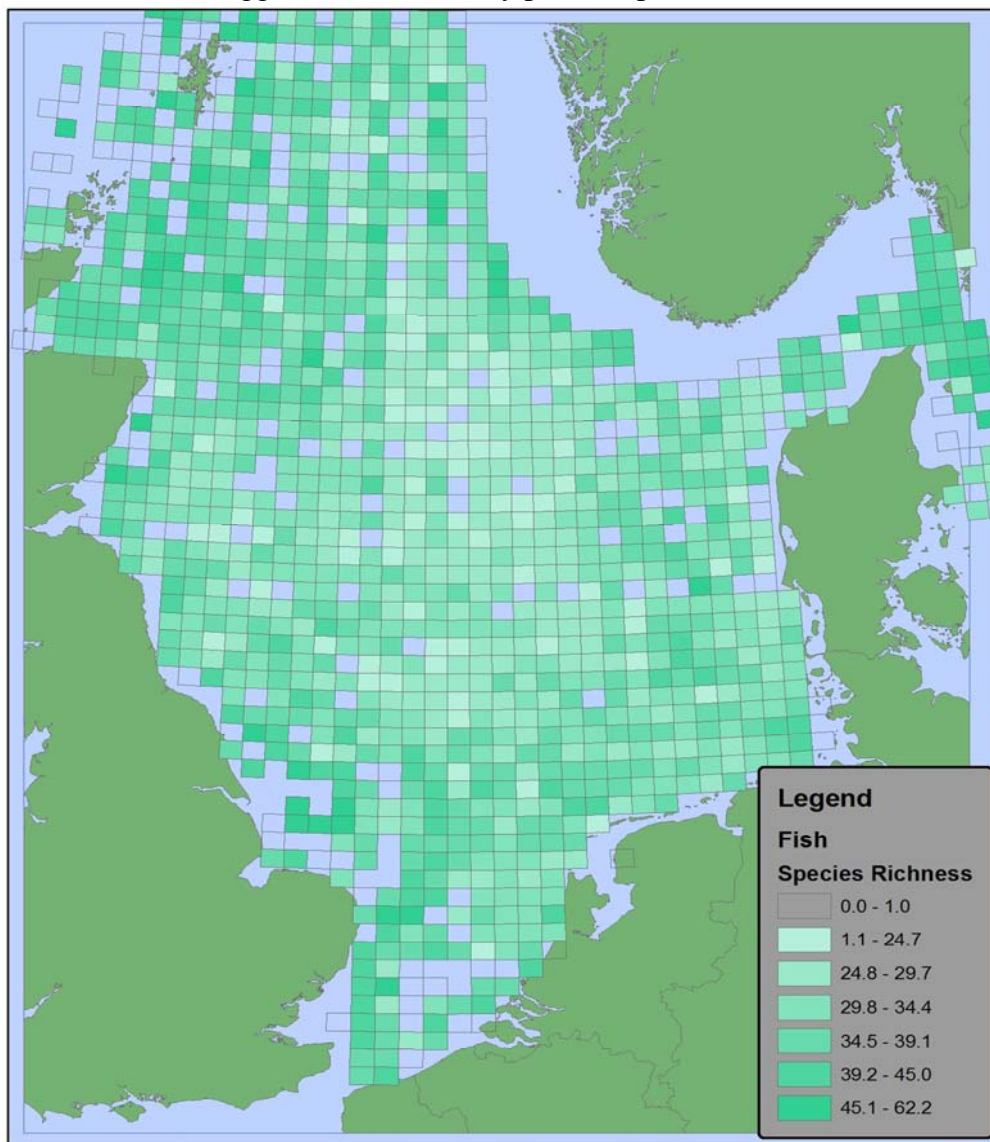 Legend
Fish
Species Richness
0.0 - 1.0
1.1 - 24.7
24.8 - 29.7
29.8 - 34.4
34.5 - 39.1
39.2 - 45.0
45.1 - 62.2